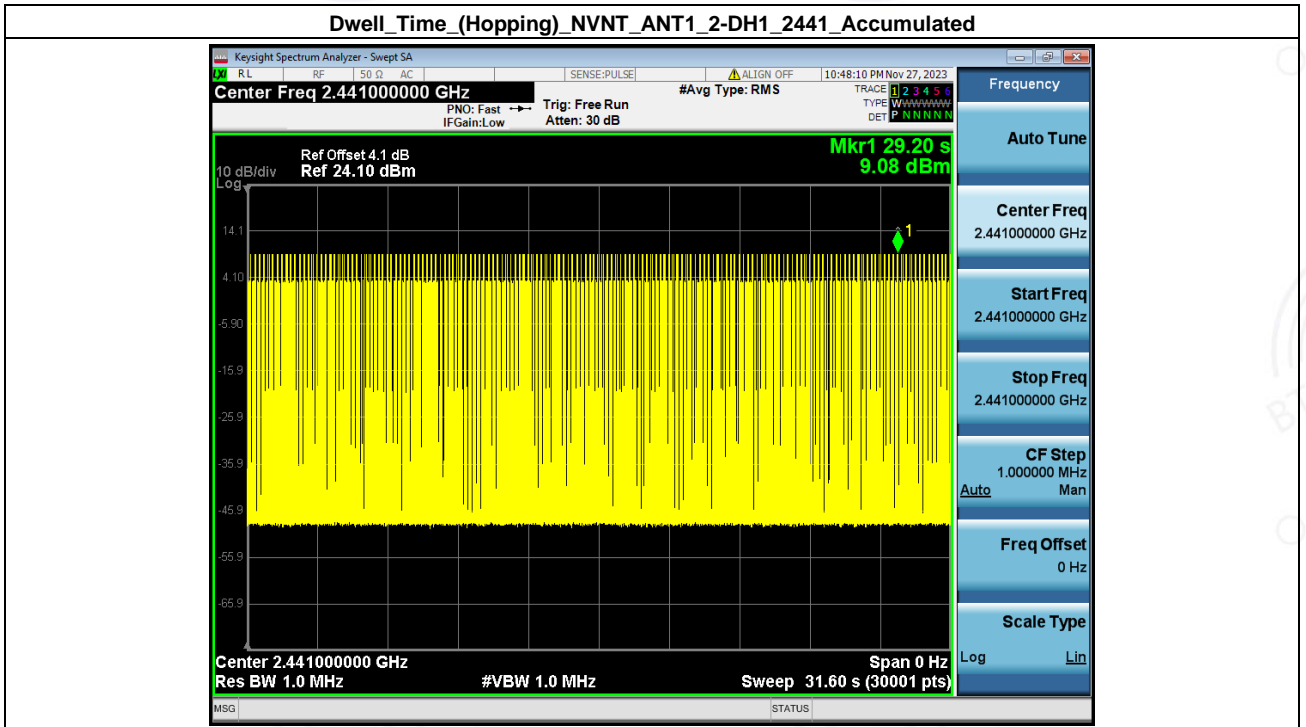 Dwell_Time_(Hopping)_NVNT_ANT1_2-DH1_2441_Accumulated
Keysight Spectrum Analyzer - Swept SA
LXI RL RF 50 Ω AC SENSE:PULSE ALIGN OFF 10:48:10 PM Nov 27, 2023
Center Freq 2.441000000 GHz #Avg Type: RMS TRACE 1 2 3 4 5 6
PNO: Fast Trig: Free Run TYPE WWWWWW
IFGain:Low Atten: 30 dB DET P N N N N N
Frequency
Auto Tune
Center Freq
2.441000000 GHz
Start Freq
2.441000000 GHz
Stop Freq
2.441000000 GHz
CF Step
1.000000 MHz
Auto Man
Freq Offset
0 Hz
Scale Type
Log Lin
Mkr1 29.20 s
Ref Offset 4.1 dB
9.08 dBm
10 dB/div Ref 24.10 dBm
Log
14.1
1
4.10
-5.90
-15.9
-25.9
-35.9
-45.9
-55.9
-65.9
Center 2.441000000 GHz Span 0 Hz
Res BW 1.0 MHz #VBW 1.0 MHz Sweep 31.60 s (30001 pts)
MSG STATUS